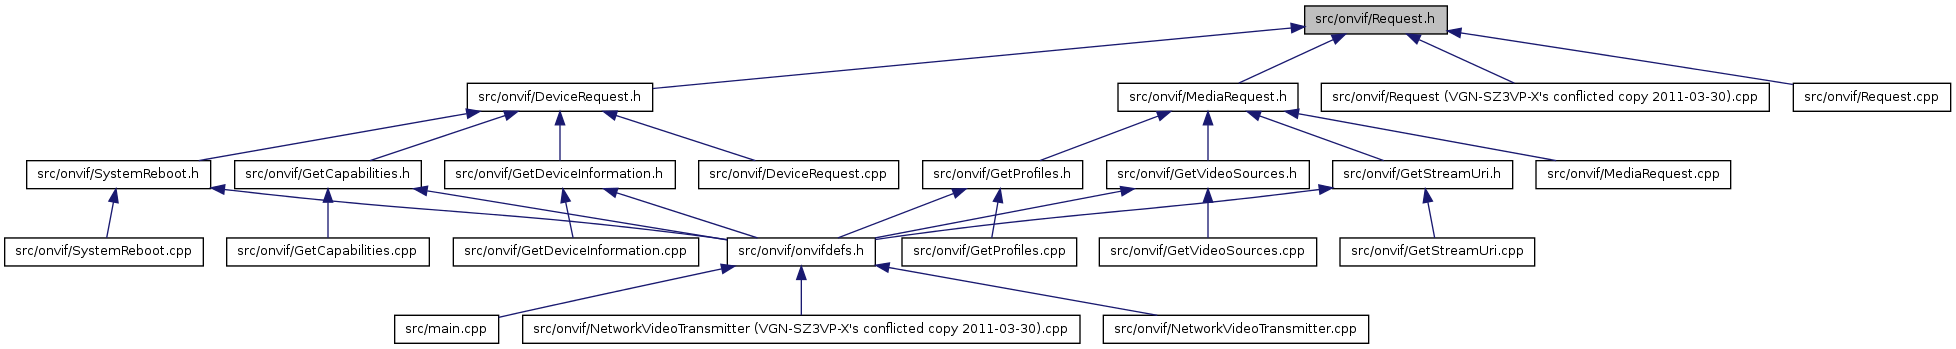 src/onvif/Request.h
src/onvif/DeviceRequest.h
src/onvif/MediaRequest.h
src/onvif/Request (VGN-SZ3VP-X's conflicted copy 2011-03-30).cpp
src/onvif/Request.cpp
src/onvif/SystemReboot.h
src/onvif/GetCapabilities.h
src/onvif/GetDeviceInformation.h
src/onvif/DeviceRequest.cpp
src/onvif/GetProfiles.h
src/onvif/GetVideoSources.h
src/onvif/GetStreamUri.h
src/onvif/MediaRequest.cpp
src/onvif/SystemReboot.cpp
src/onvif/GetCapabilities.cpp
src/onvif/GetDeviceInformation.cpp
src/onvif/onvifdefs.h
src/onvif/GetProfiles.cpp
src/onvif/GetVideoSources.cpp
src/onvif/GetStreamUri.cpp
src/main.cpp
src/onvif/NetworkVideoTransmitter (VGN-SZ3VP-X's conflicted copy 2011-03-30).cpp
src/onvif/NetworkVideoTransmitter.cpp